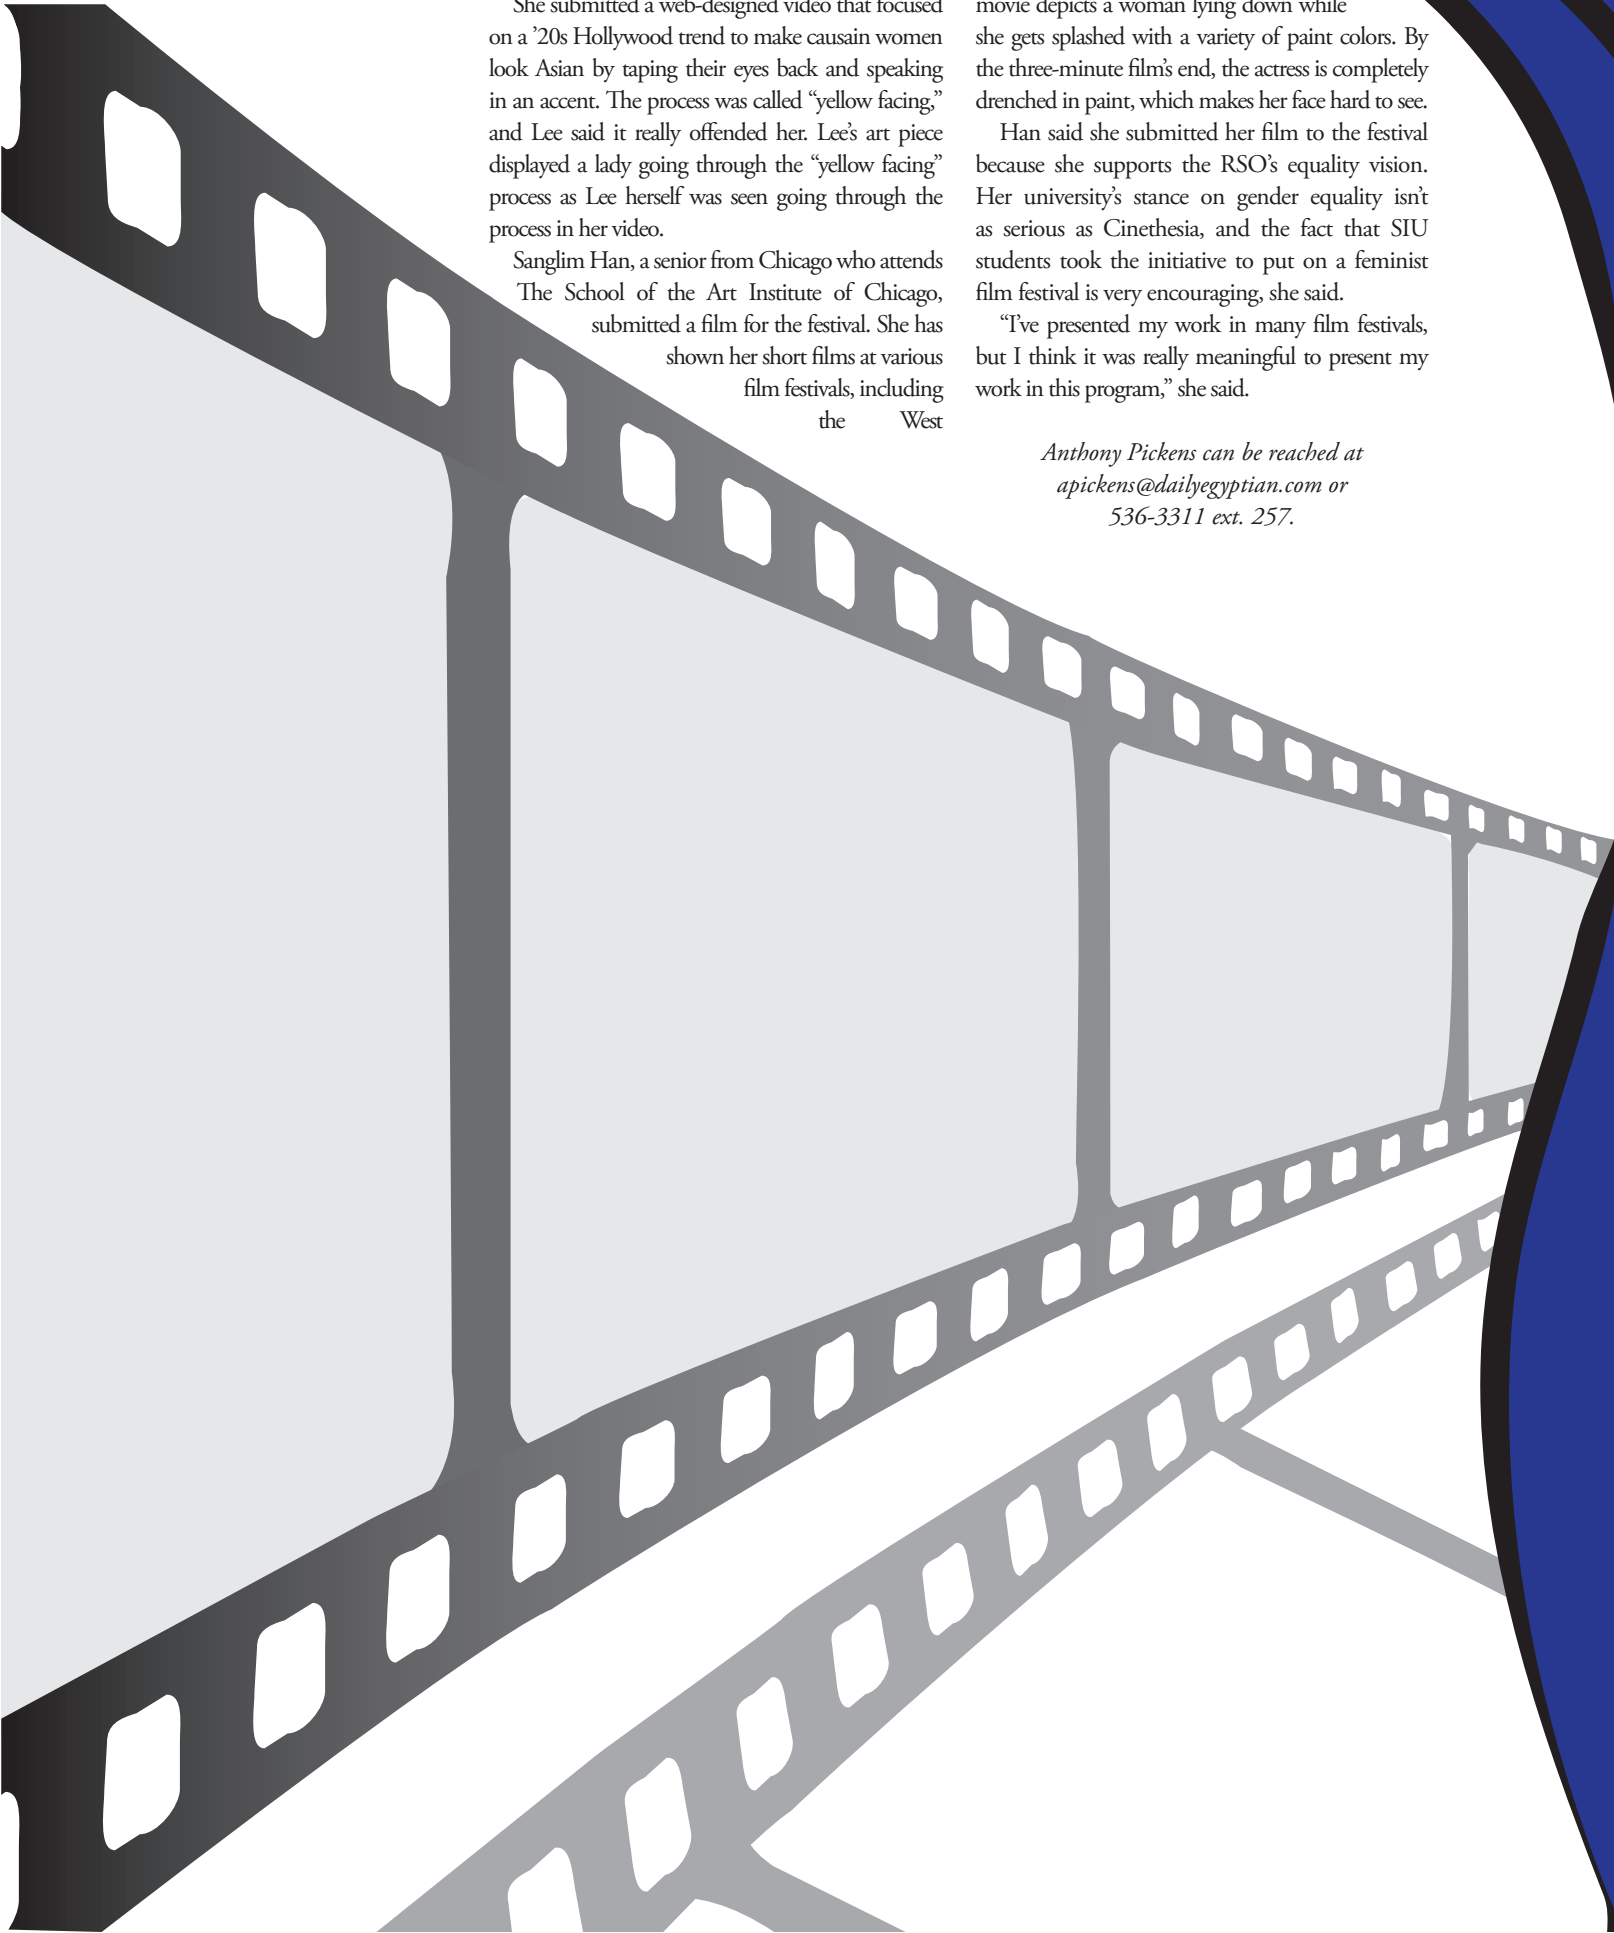 She submitted a web-designed video that focused
on a ’20s Hollywood trend to make causain women
look Asian by taping their eyes back and speaking
in an accent. The process was called “yellow facing,”
and Lee said it really offended her. Lee’s art piece
displayed a lady going through the “yellow facing”
process as Lee herself was seen going through the
process in her video.
Sanglim Han, a senior from Chicago who attends
The School of the Art Institute of Chicago,
submitted a film for the festival. She has
shown her short films at various
film festivals, including
the West
movie depicts a woman lying down while
she gets splashed with a variety of paint colors. By
the three-minute film’s end, the actress is completely
drenched in paint, which makes her face hard to see.
Han said she submitted her film to the festival
because she supports the RSO’s equality vision.
Her university’s stance on gender equality isn’t
as serious as Cinethesia, and the fact that SIU
students took the initiative to put on a feminist
film festival is very encouraging, she said.
“I’ve presented my work in many film festivals,
but I think it was really meaningful to present my
work in this program,” she said.
Anthony Pickens can be reached at
apickens@dailyegyptian.com or
536-3311 ext. 257.